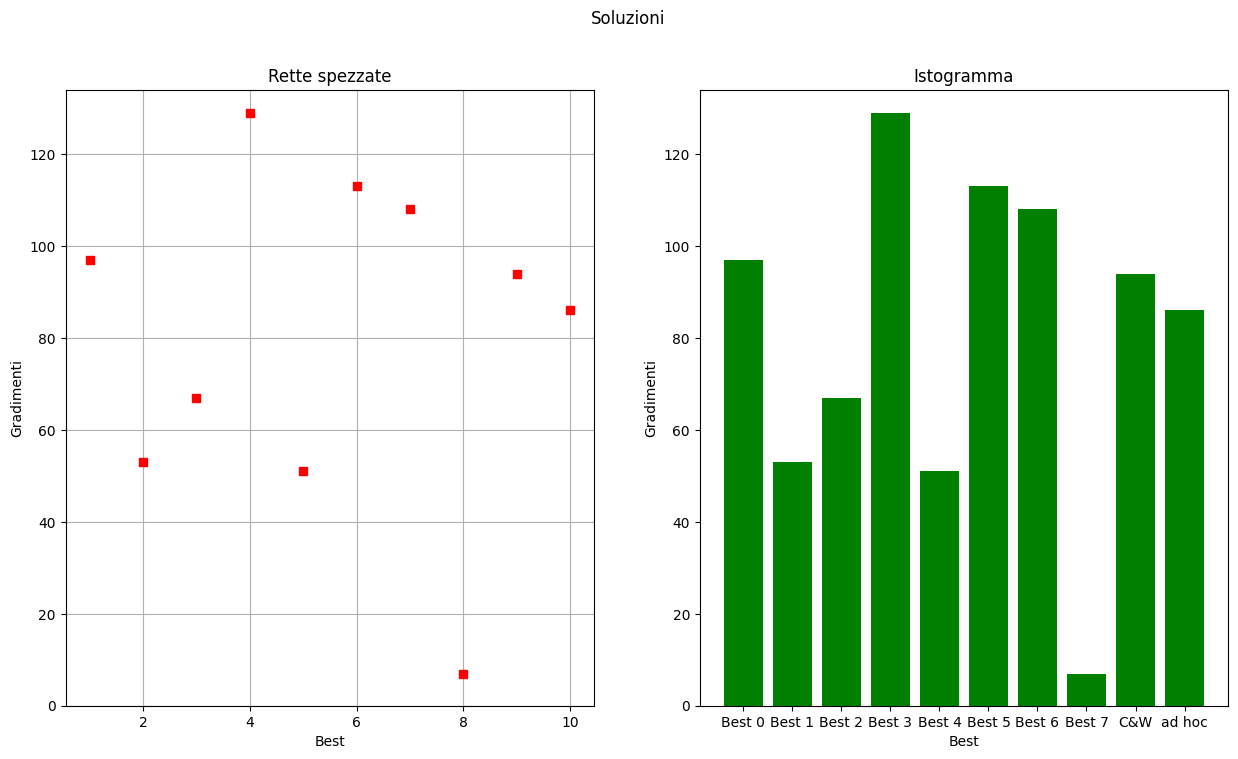 Soluzioni
Rette spezzate
Gradimenti
120
100
80
60
40
20
0
2 4 6 8 10
Best
Istogramma
Gradimenti
120
100
80
60
40
20
0
Best 0 Best 1 Best 2 Best 3 Best 4 Best 5 Best 6 Best 7 C&W ad hoc
Best